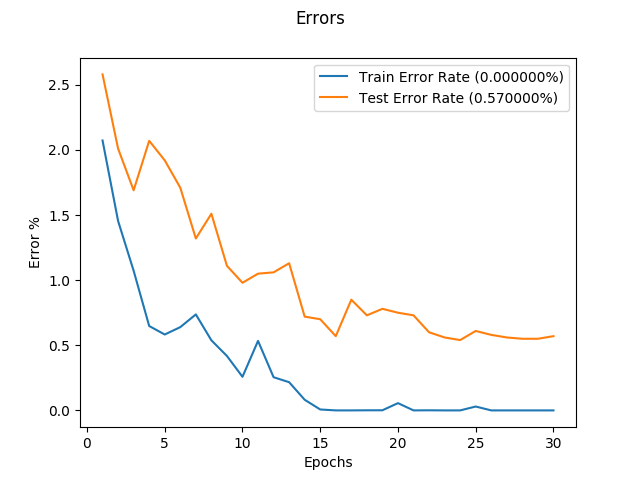 Errors
Train Error Rate (0.000000%)
Test Error Rate (0.570000%)
Error %
2.5
2.0
1.5
1.0
0.5
0.0
0 5 10 15 20 25 30
Epochs